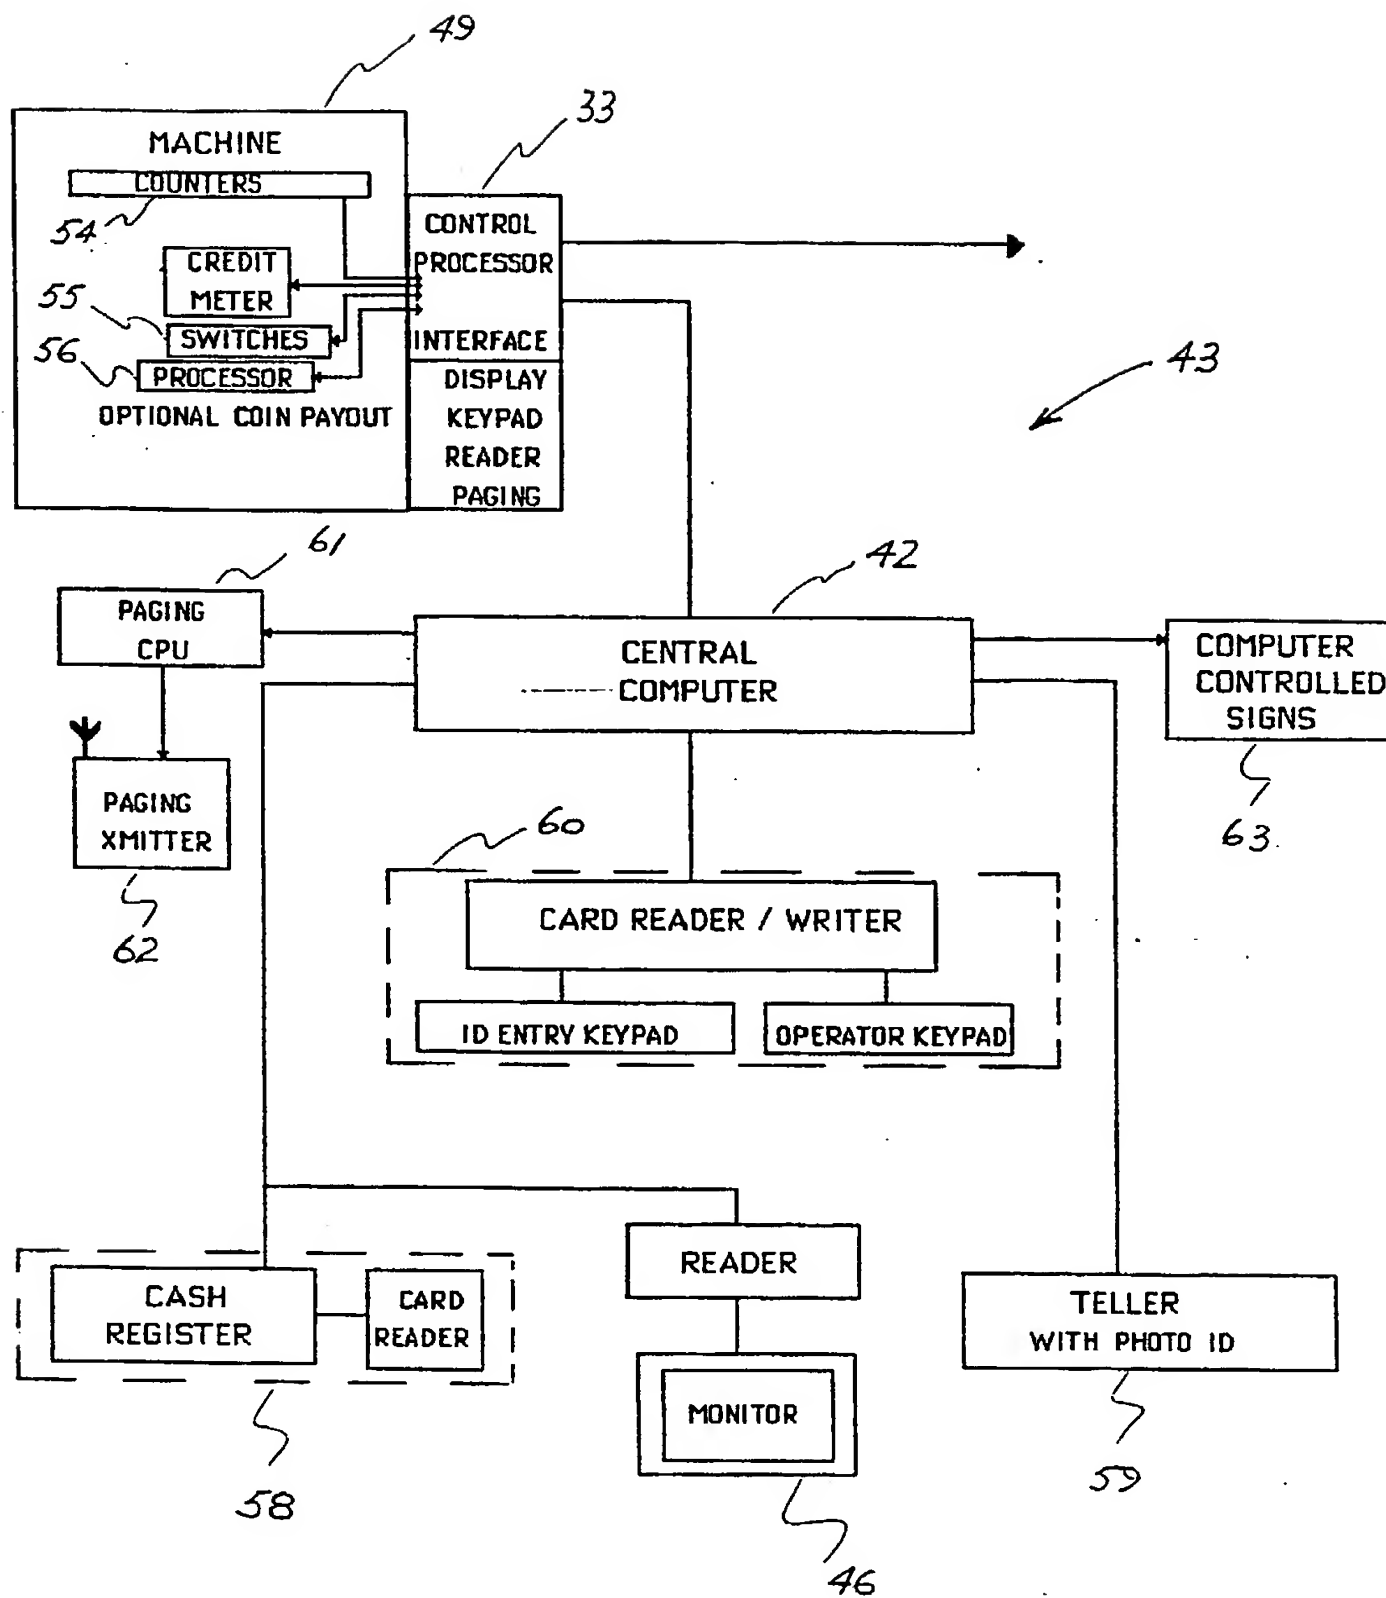 49
33
MACHINE
COUNTERS
54
CREDIT
METER
55
SWITCHES
56
PROCESSOR
OPTIONAL COIN PAYOUT
CONTROL
PROCESSOR
INTERFACE
DISPLAY
KEYPAD
READER
PAGING
43
61
42
PAGING
CPU
CENTRAL
COMPUTER
COMPUTER
CONTROLLED
SIGNS
PAGING
XMITTER
62
63
60
CARD READER / WRITER
ID ENTRY KEYPAD
OPERATOR KEYPAD
CASH
REGISTER
CARD
READER
58
READER
MONITOR
46
TELLER
WITH PHOTO ID
59